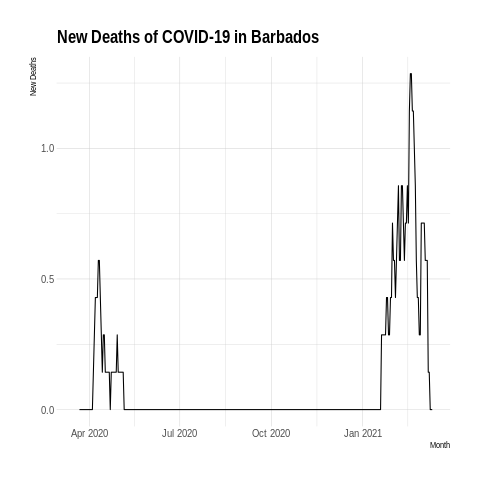 New Deaths of COVID-19 in Barbados
New Deaths
1.0
0.5
0.0
Apr 2020 Jul 2020 Oct 2020 Jan 2021
Month